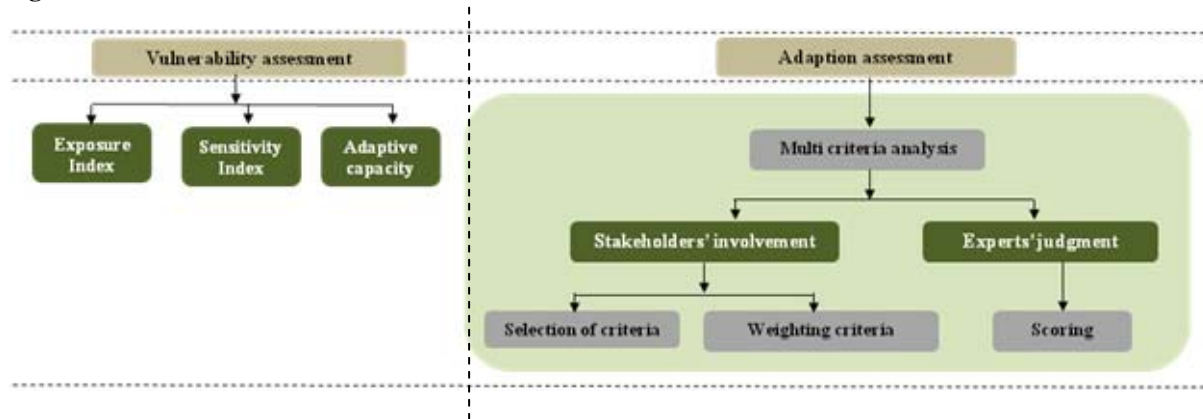 Vulnerability assessment
Adaption assessment
Exposure
Index
Sensitivity
Index
Adaptive
capacity
Multi criteria analysis
Stakeholders' involvement
Experts' judgment
Selection of criteria
Weighting criteria
Scoring